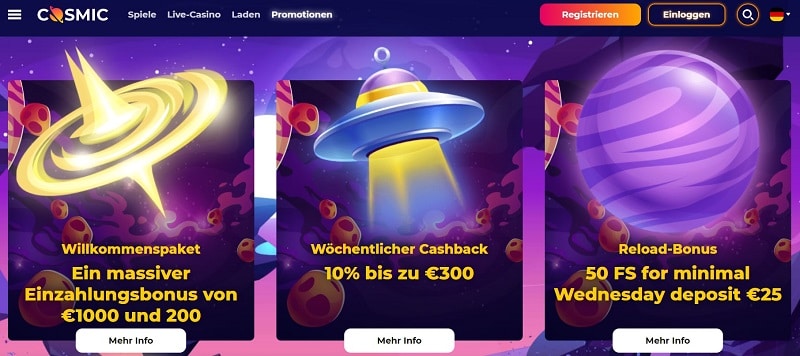 COSMIC Spiele Live-Casino Laden Promotionen Registrieren Einloggen
Willkommenspaket
Ein massiver
Einzahlungsbonus von
€1000 und 200
Mehr Info
Wöchentlicher Cashback
10% bis zu €300
Mehr Info
Reload-Bonus
50 FS for minimal
Wednesday deposit €25
Mehr Info